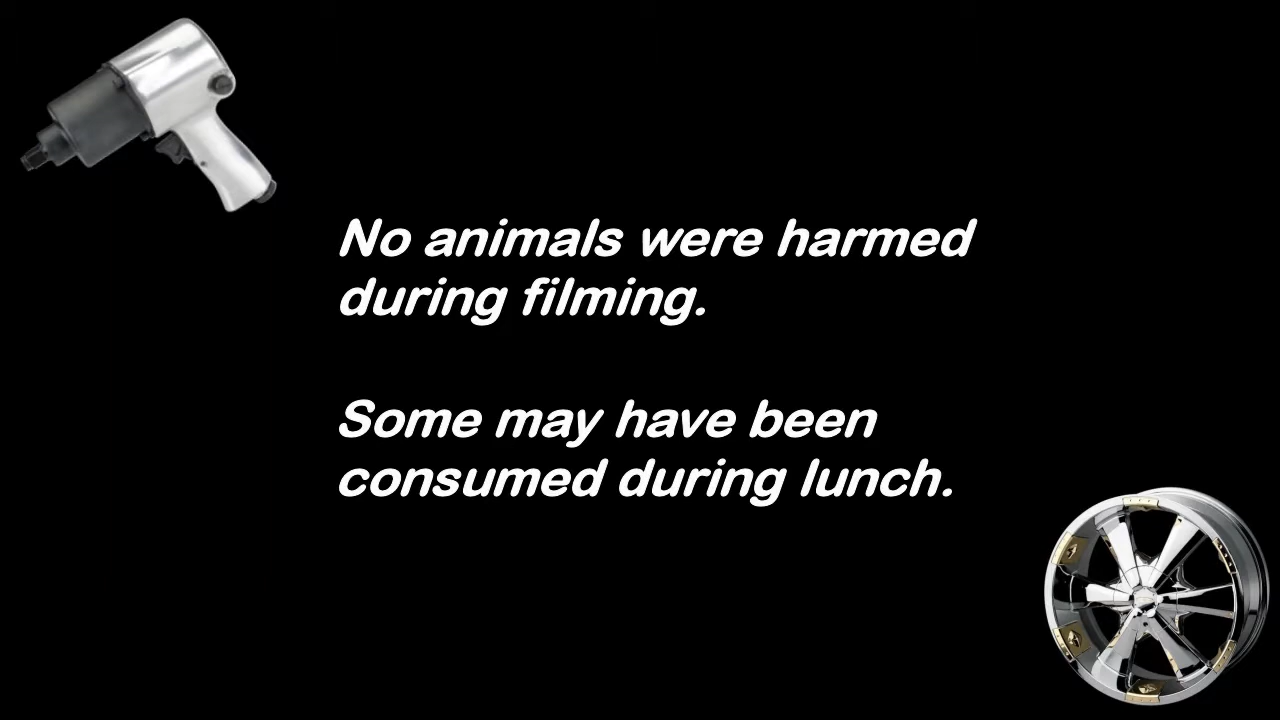 No animals were harmed
during filming.
Some may have been
consumed during lunch.